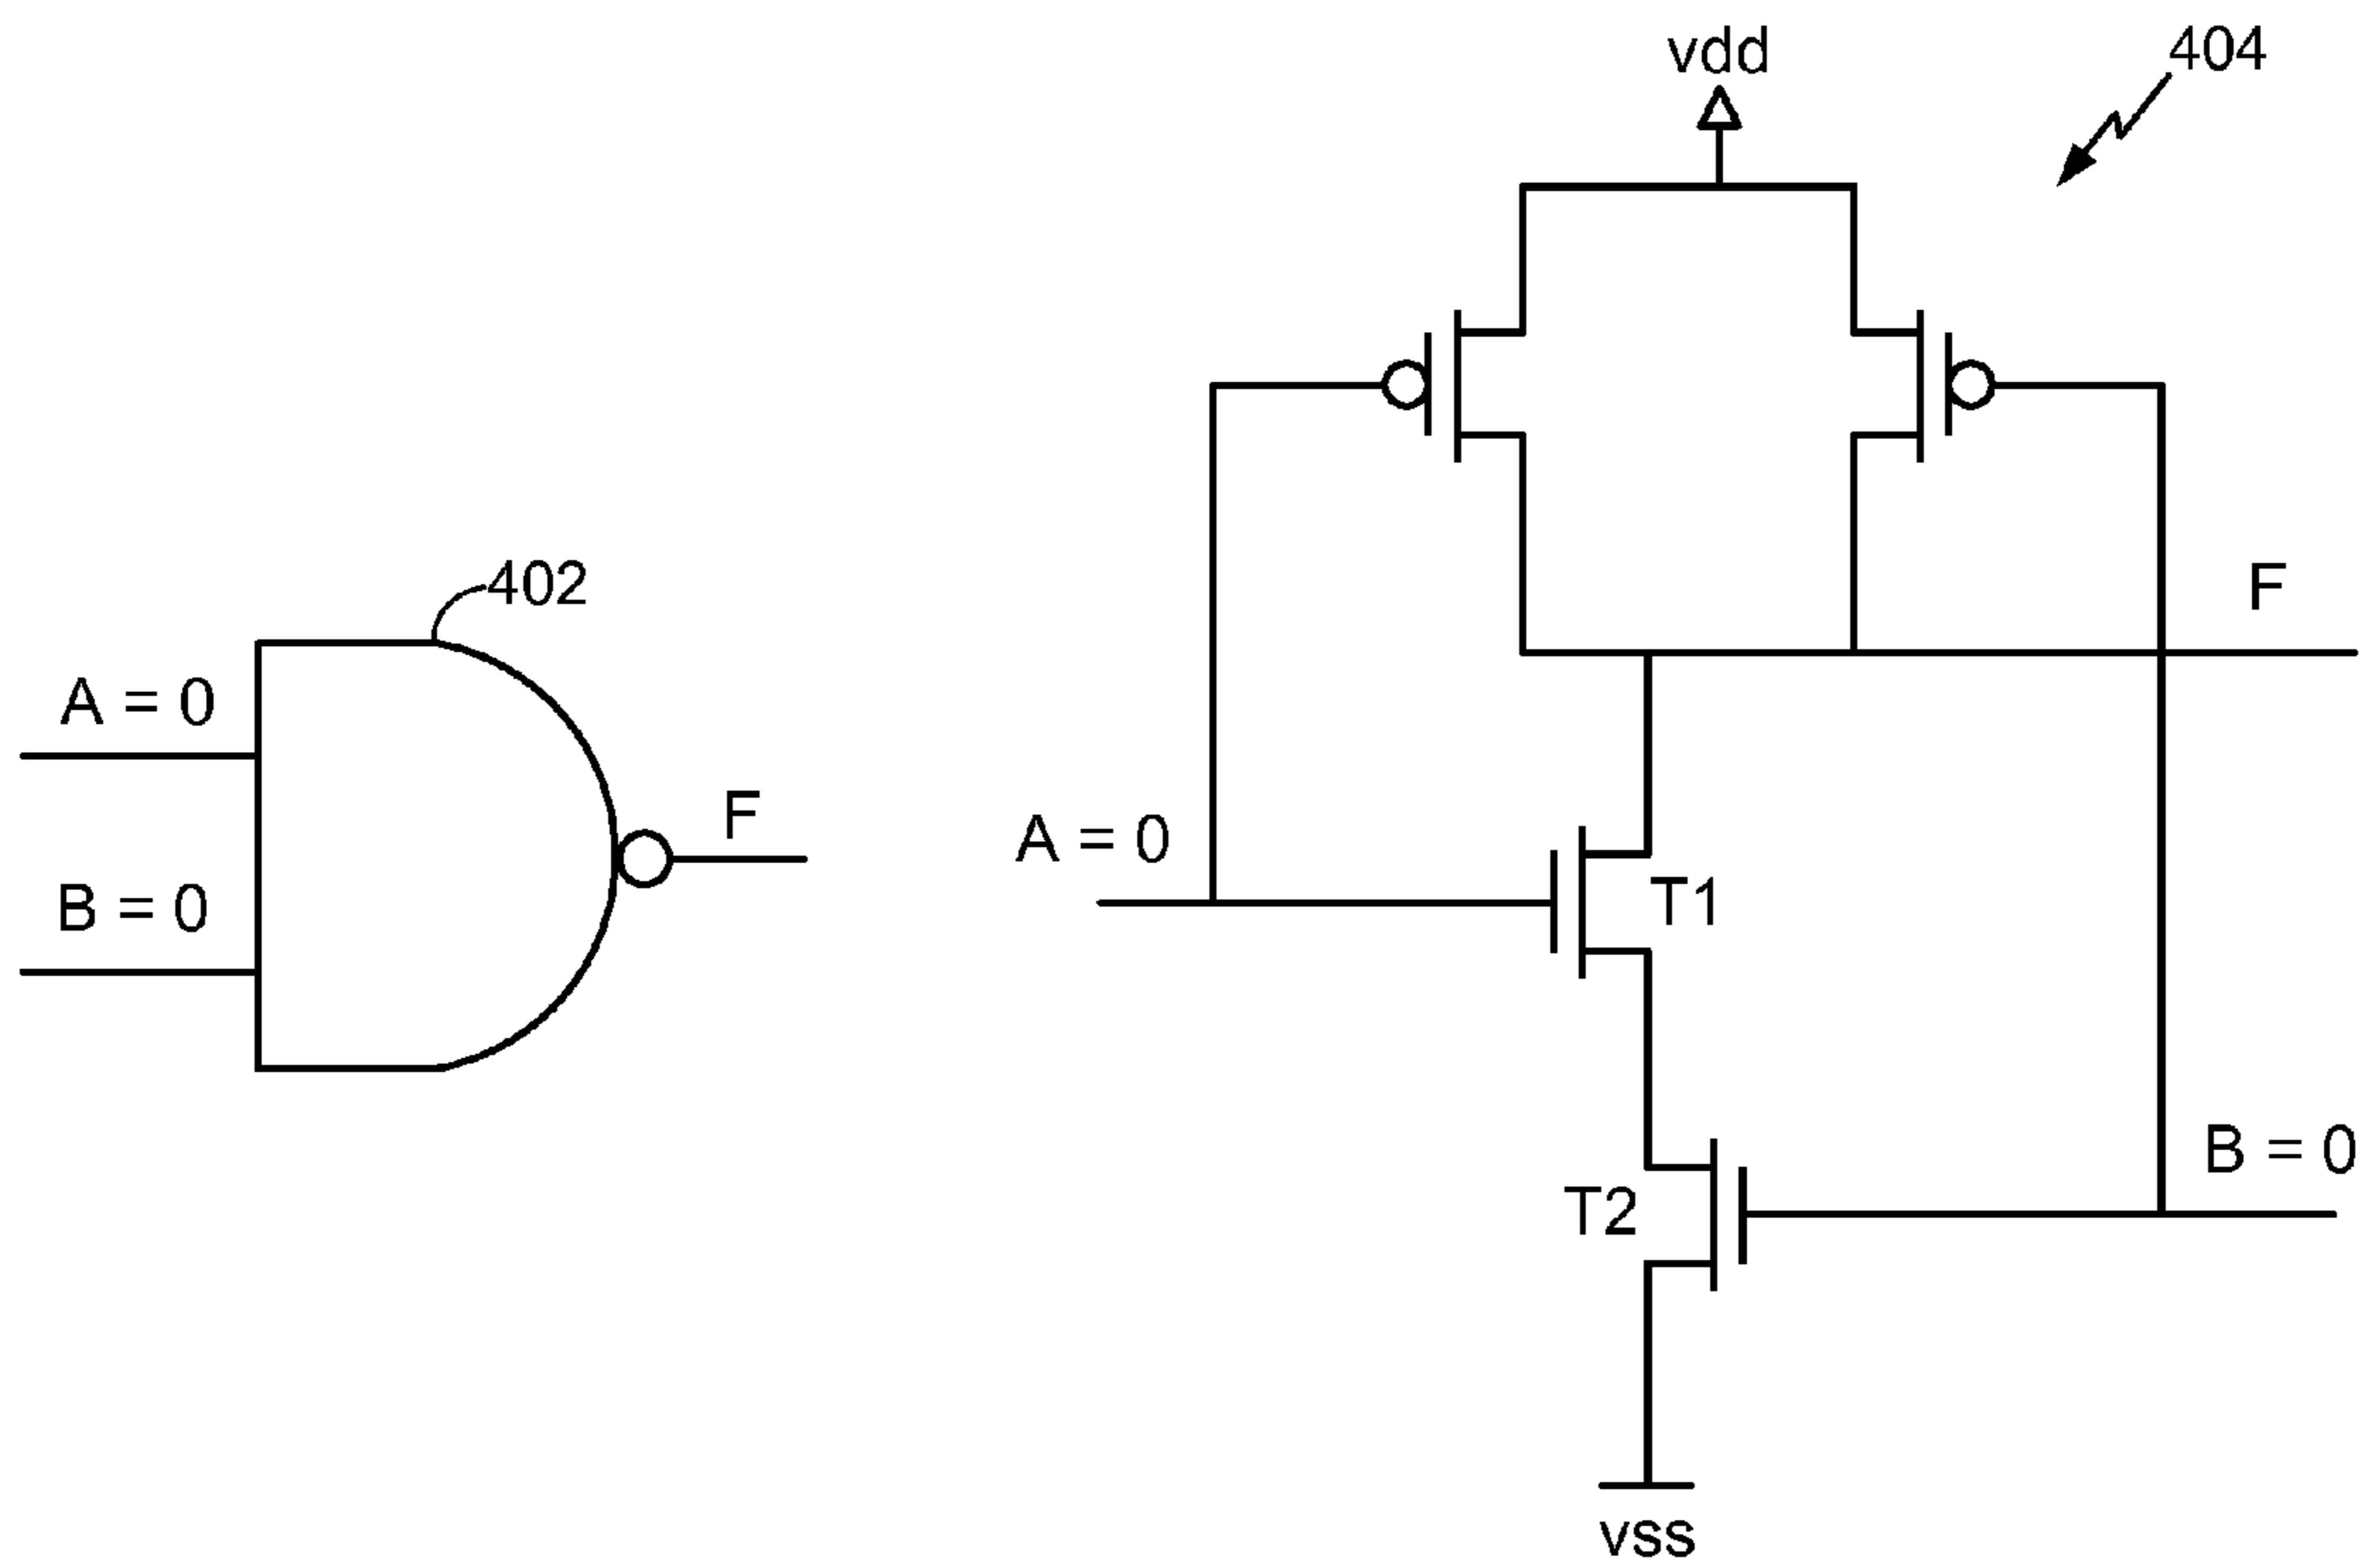 vdd
404
402
A = 0
B = 0
F
F
A = 0
T1
T2
B = 0
vss